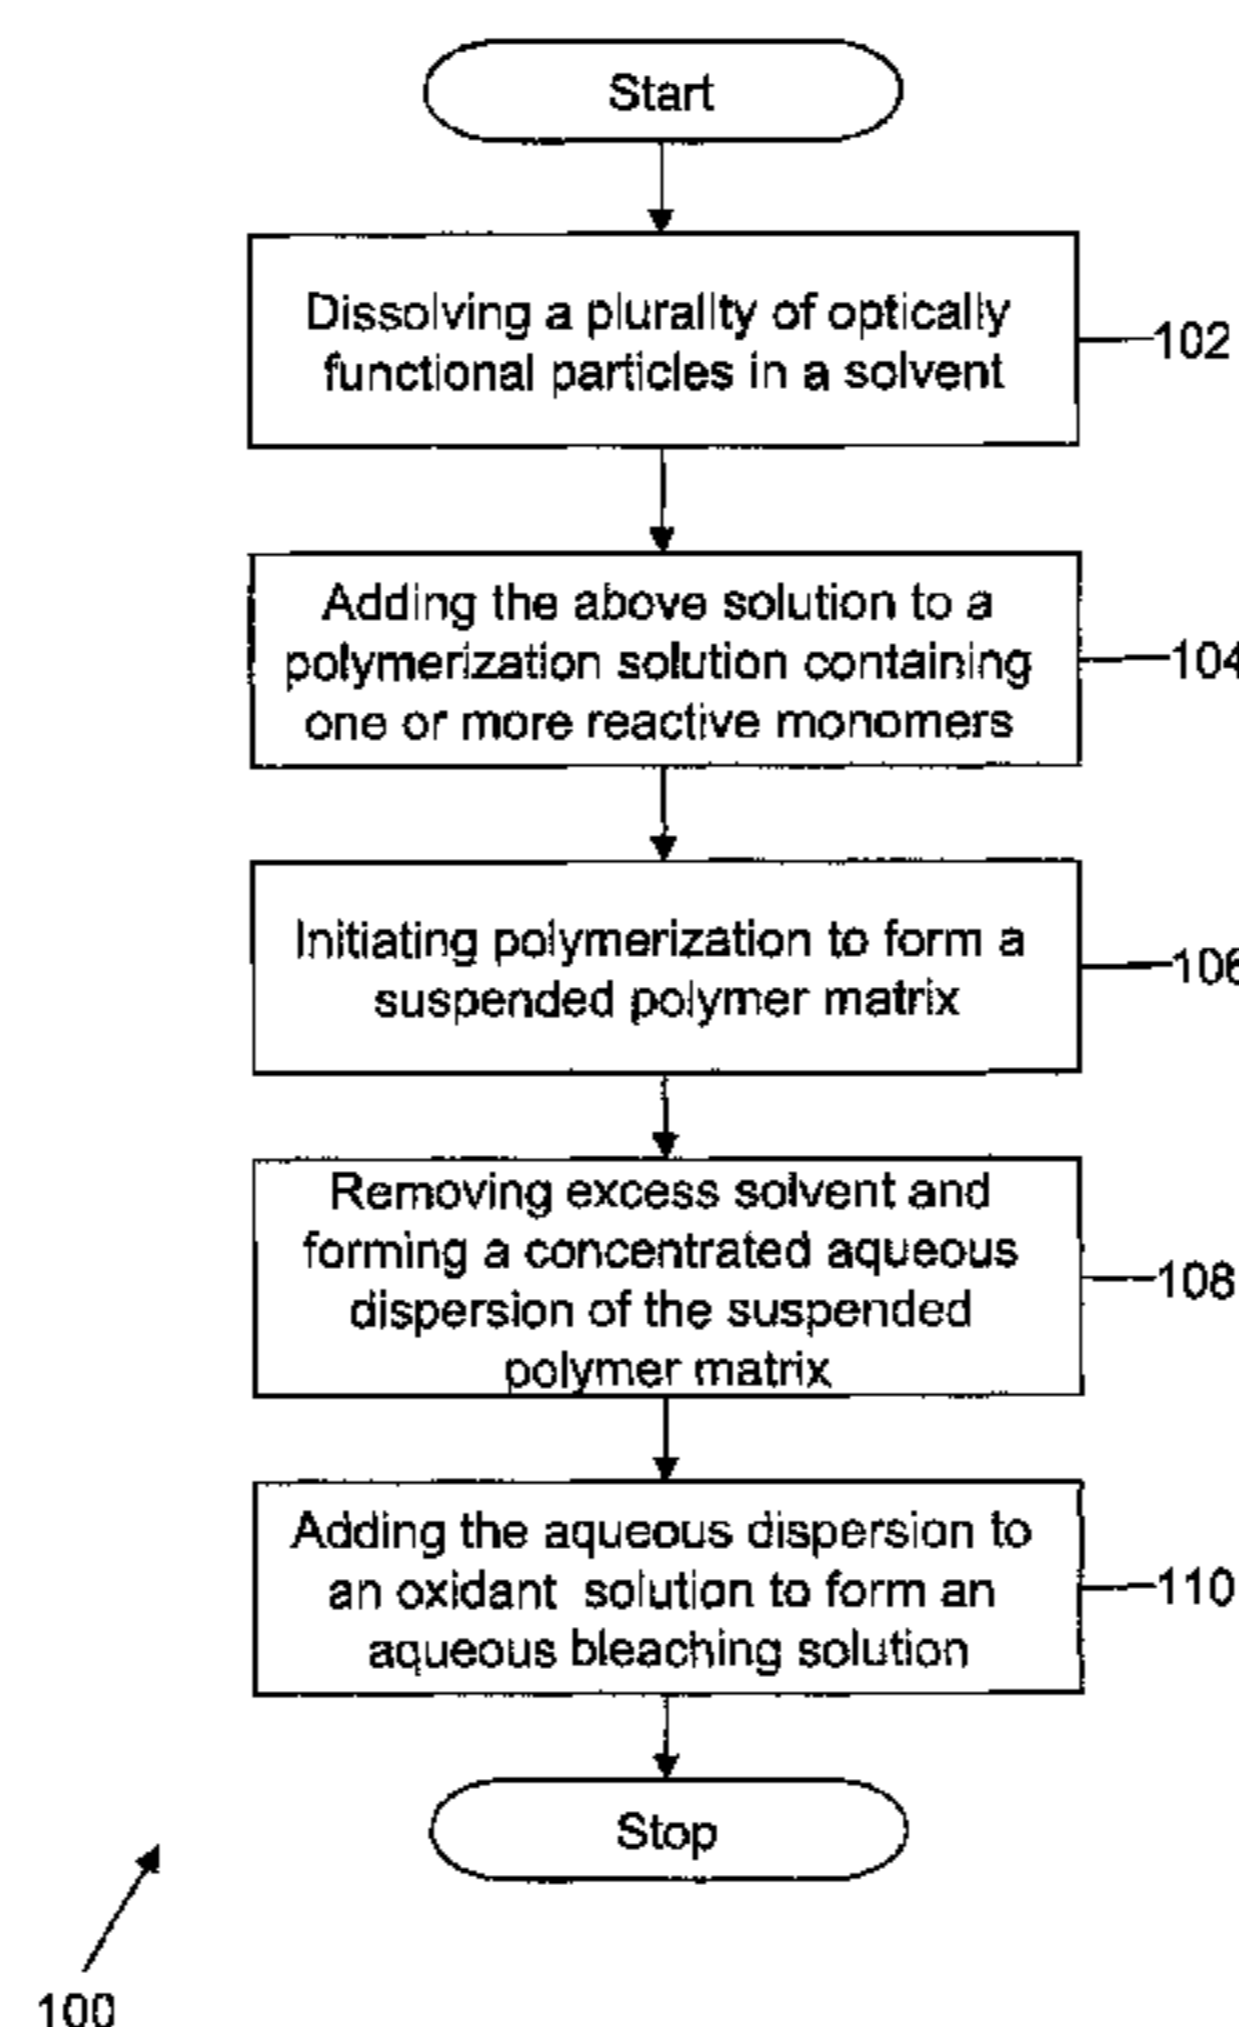 Start
Dissolving a plurality of optically
functional particles in a solvent
102
Adding the above solution to a
polymerization solution containing
one or more reactive monomers
104
Initiating polymerization to form a
suspended polymer matrix
106
Removing excess solvent and
forming a concentrated aqueous
dispersion of the suspended
polymer matrix
108
Adding the aqueous dispersion to
an oxidant solution to form an
aqueous bleaching solution
110
Stop
100